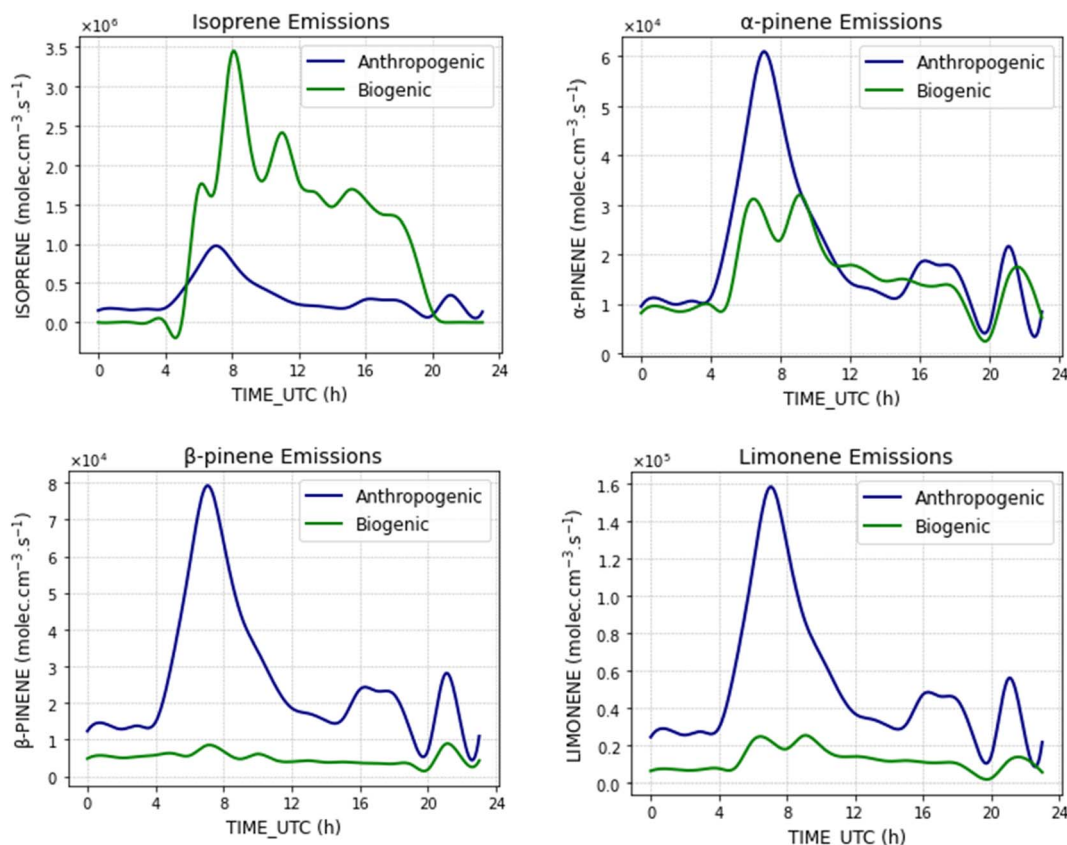 Isoprene Emissions
×10⁶
3.5
3.0
2.5
2.0
1.5
1.0
0.5
0.0
ISOPRENE (molec.cm⁻³.s⁻¹)
Anthropogenic
Biogenic
0 4 8 12 16 20 24
TIME_UTC (h)
α-pinene Emissions
×10⁴
6
5
4
3
2
1
0
α-PINENE (molec.cm⁻³.s⁻¹)
Anthropogenic
Biogenic
0 4 8 12 16 20 24
TIME_UTC (h)
β-pinene Emissions
×10⁴
8
7
6
5
4
3
2
1
0
β-PINENE (molec.cm⁻³.s⁻¹)
Anthropogenic
Biogenic
0 4 8 12 16 20 24
TIME_UTC (h)
Limonene Emissions
×10⁵
1.6
1.4
1.2
1.0
0.8
0.6
0.4
0.2
0.0
LIMONENE (molec.cm⁻³.s⁻¹)
Anthropogenic
Biogenic
0 4 8 12 16 20 24
TIME_UTC (h)